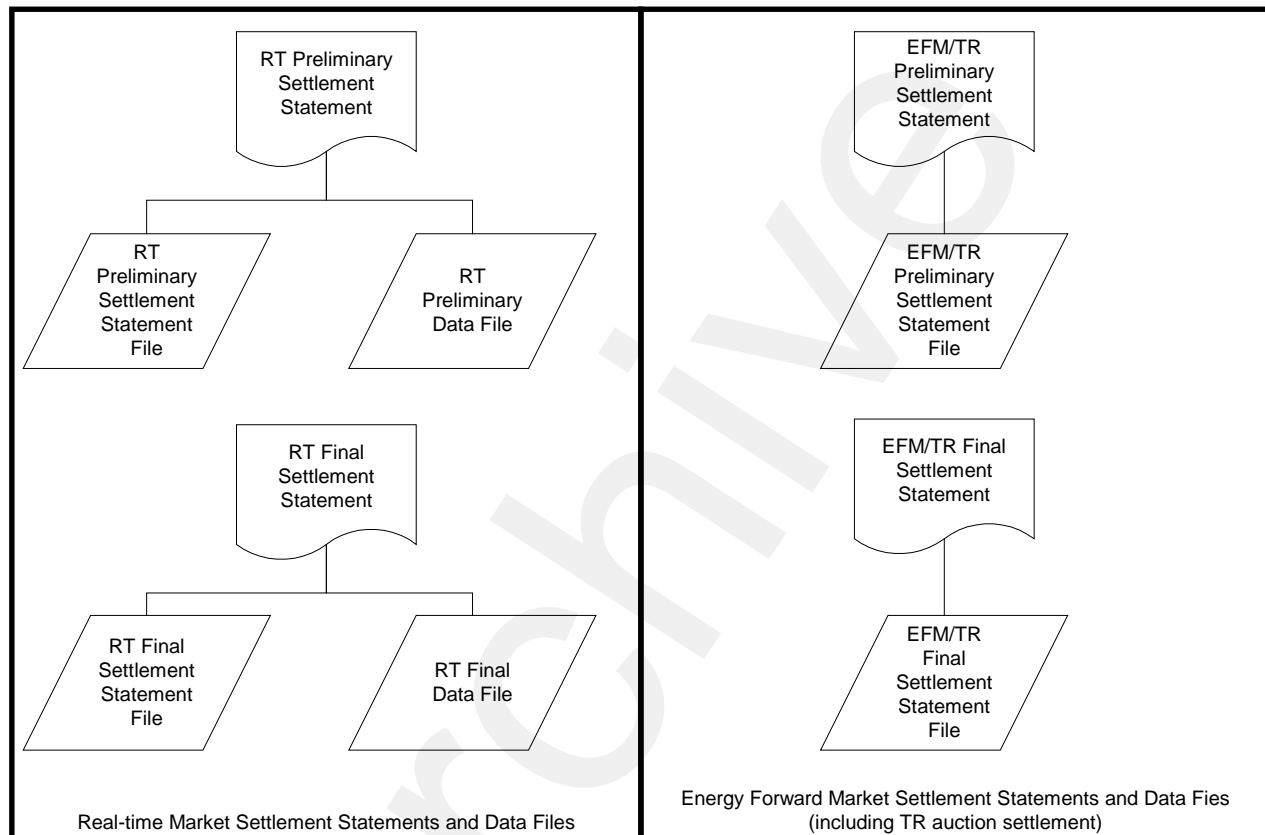 RT Preliminary
Settlement
Statement
RT
Preliminary
Settlement
Statement
File
RT
Preliminary
Data File
RT Final
Settlement
Statement
RT Final
Settlement
Statement
File
RT Final
Data File
Real-time Market Settlement Statements and Data Files
EFM/TR
Preliminary
Settlement
Statement
EFM/TR
Preliminary
Settlement
Statement
File
EFM/TR Final
Settlement
Statement
EFM/TR
Final
Settlement
Statement
File
Energy Forward Market Settlement Statements and Data Fies
(including TR auction settlement)
rchive